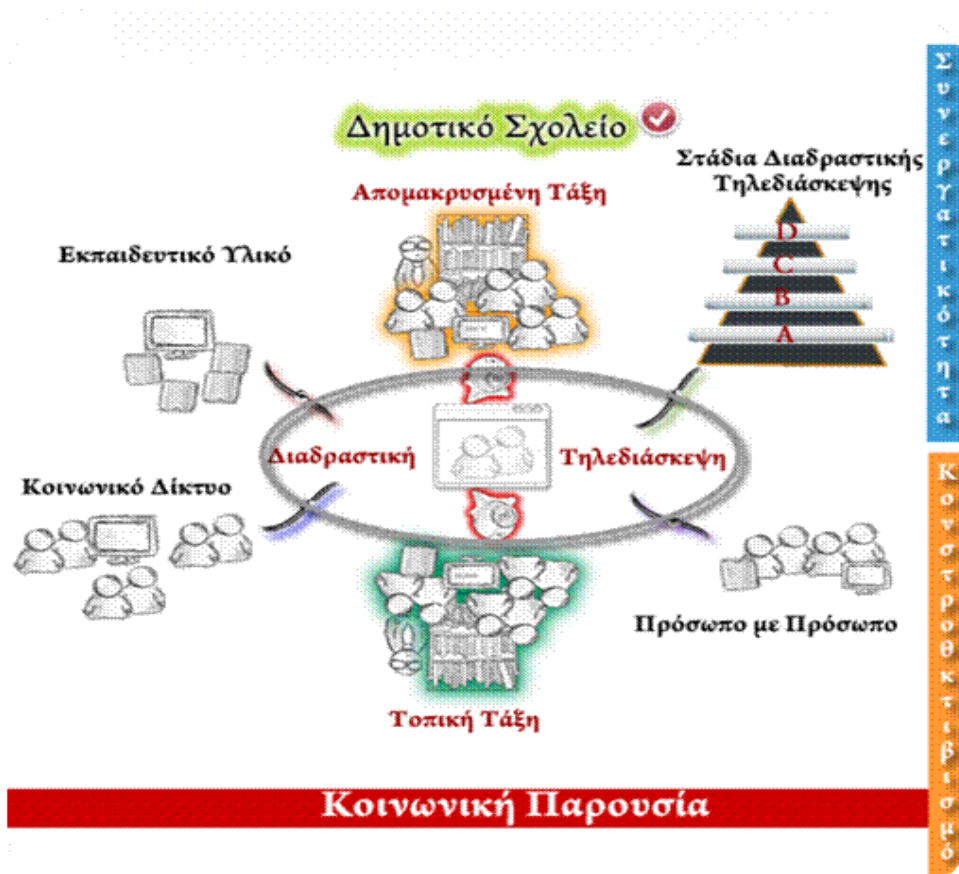 Δημοτικό Σχολείο
Στάδια Διαδραστικής
Τηλεδιάσκεψης
Απομακρυσμένη Τάξη
Εκπαιδευτικό Υλικό
D
C
B
A
Διαδραστική
Τηλεδιάσκεψη
Κοινωνικό Δίκτυο
Πρόσωπο με Πρόσωπο
Τοπική Τάξη
Κοινωνική Παρουσία
Συνεργατικότητα
Κονστροθκτιβισμό